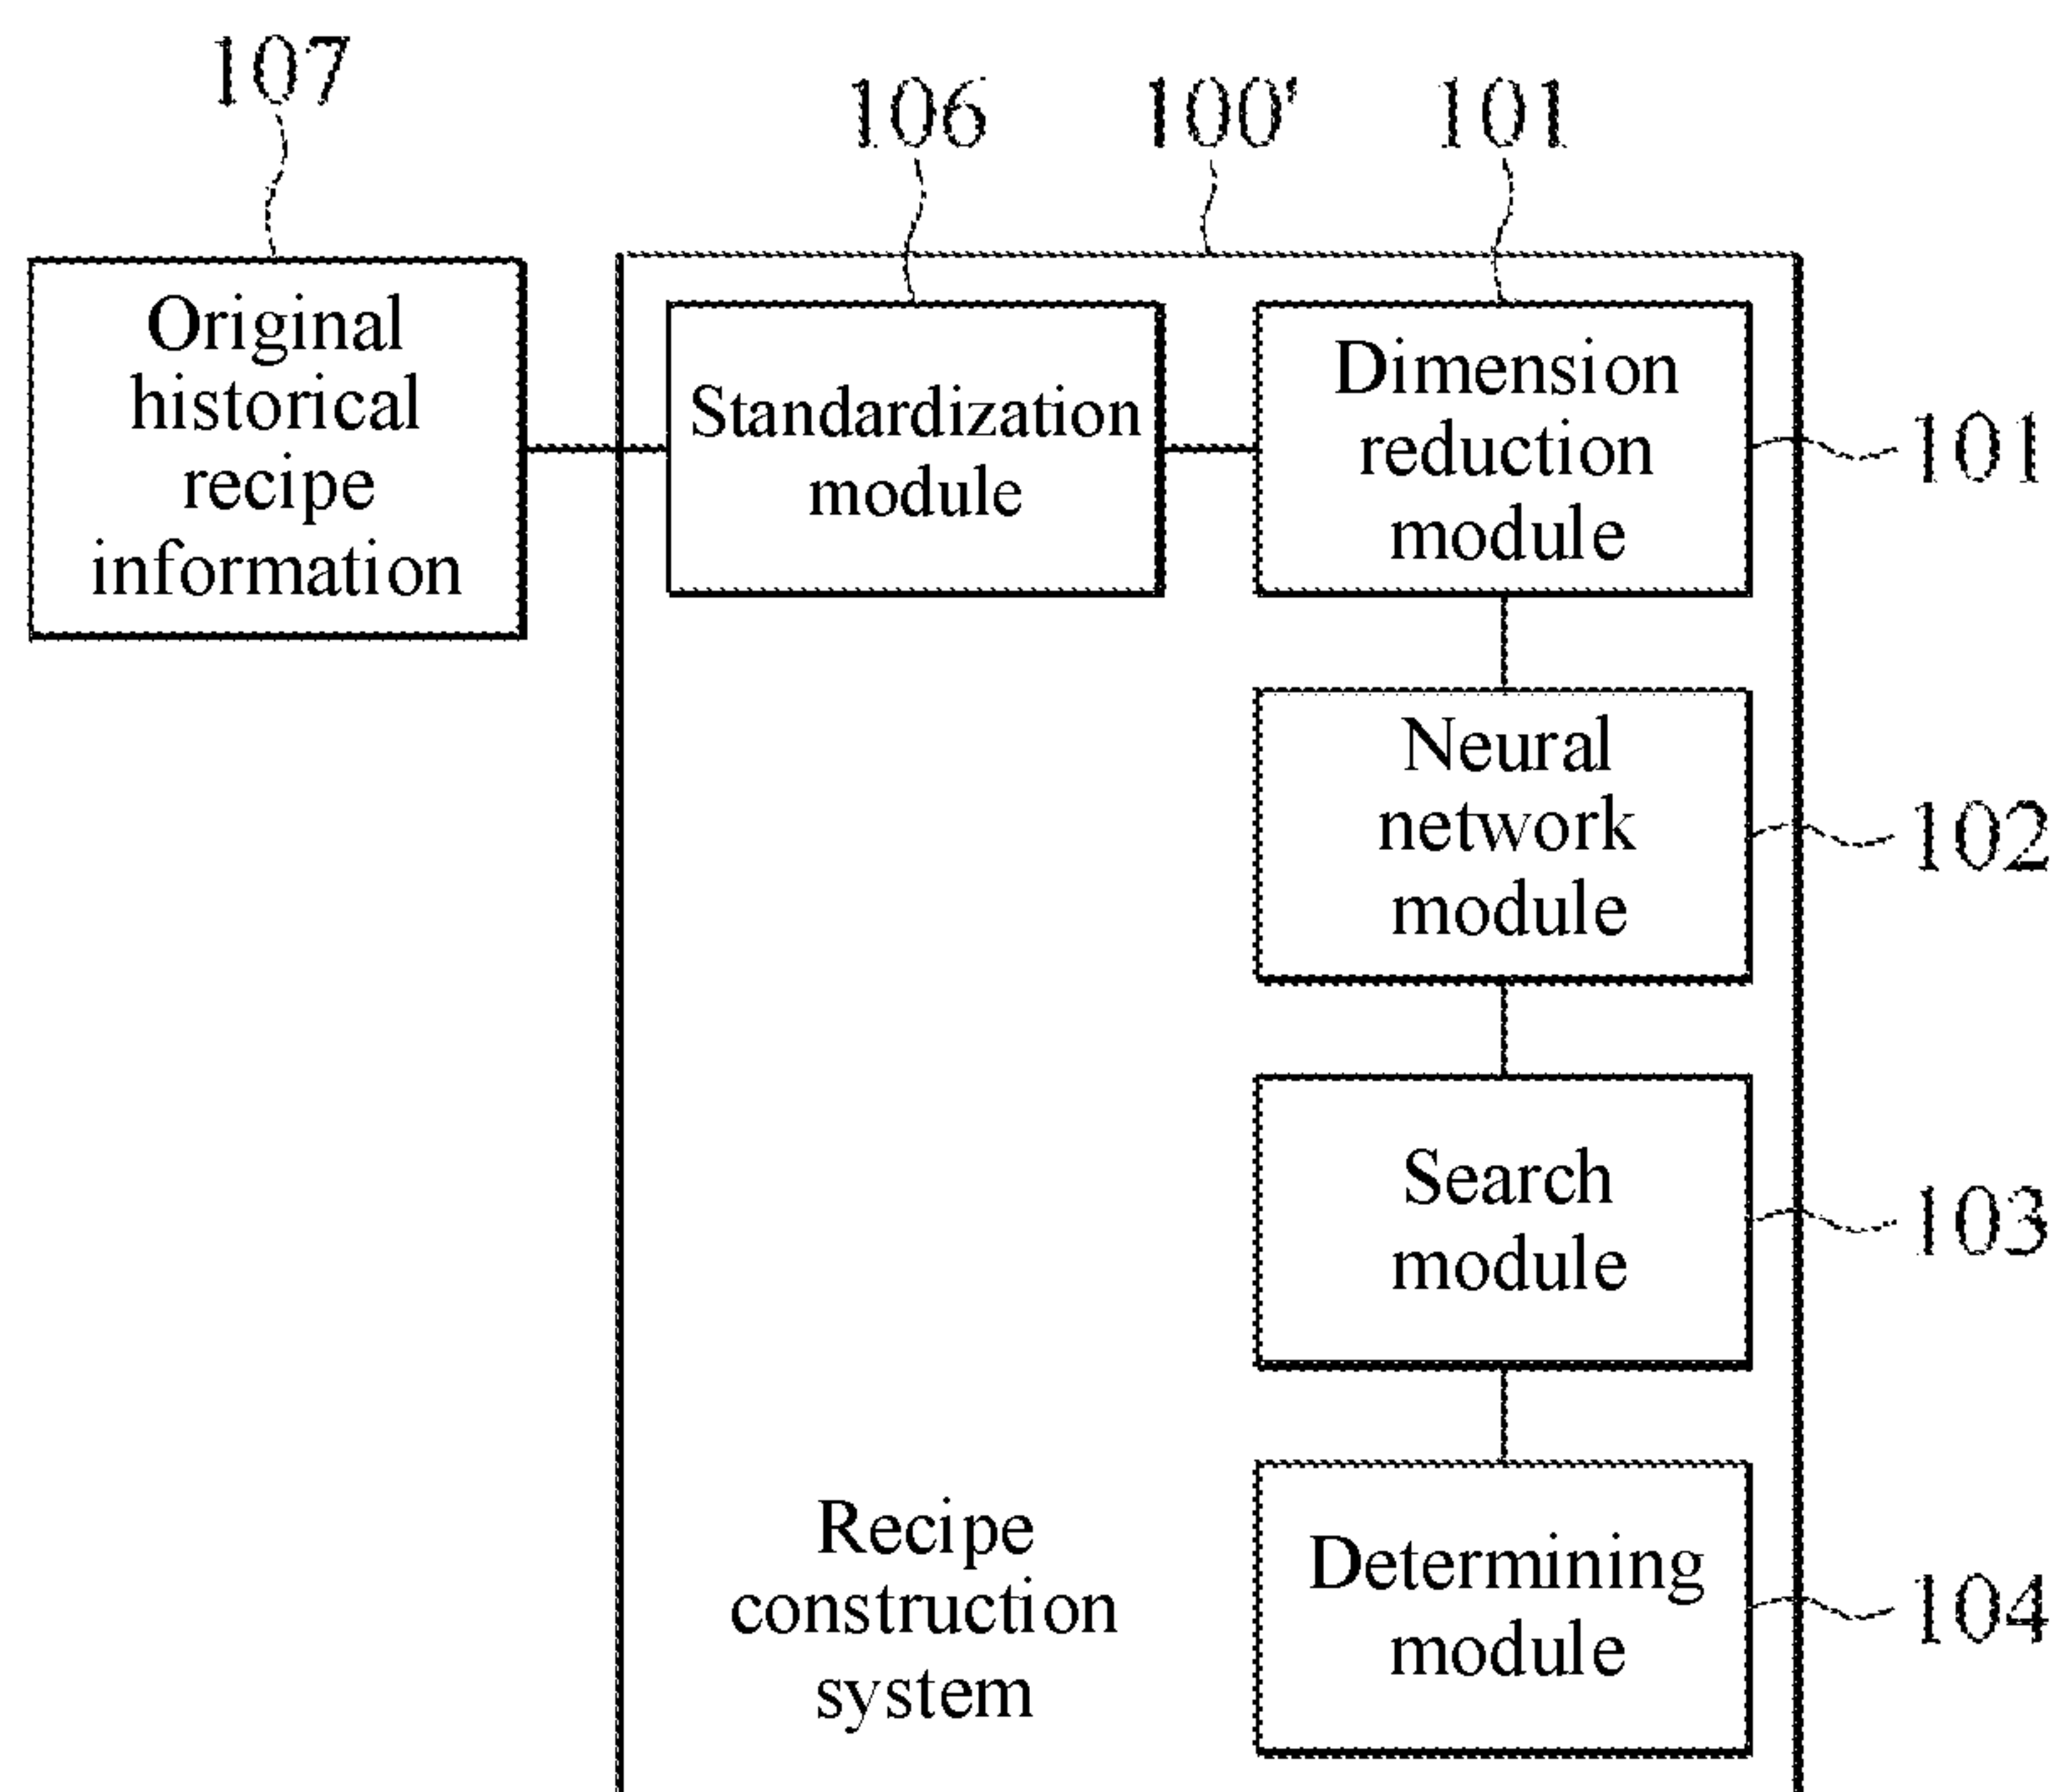 107
106
100'
101
Original
historical
recipe
information
Standardization
module
Dimension
reduction
module
101
Neural
network
module
102
Search
module
103
Recipe
construction
system
Determining
module
104